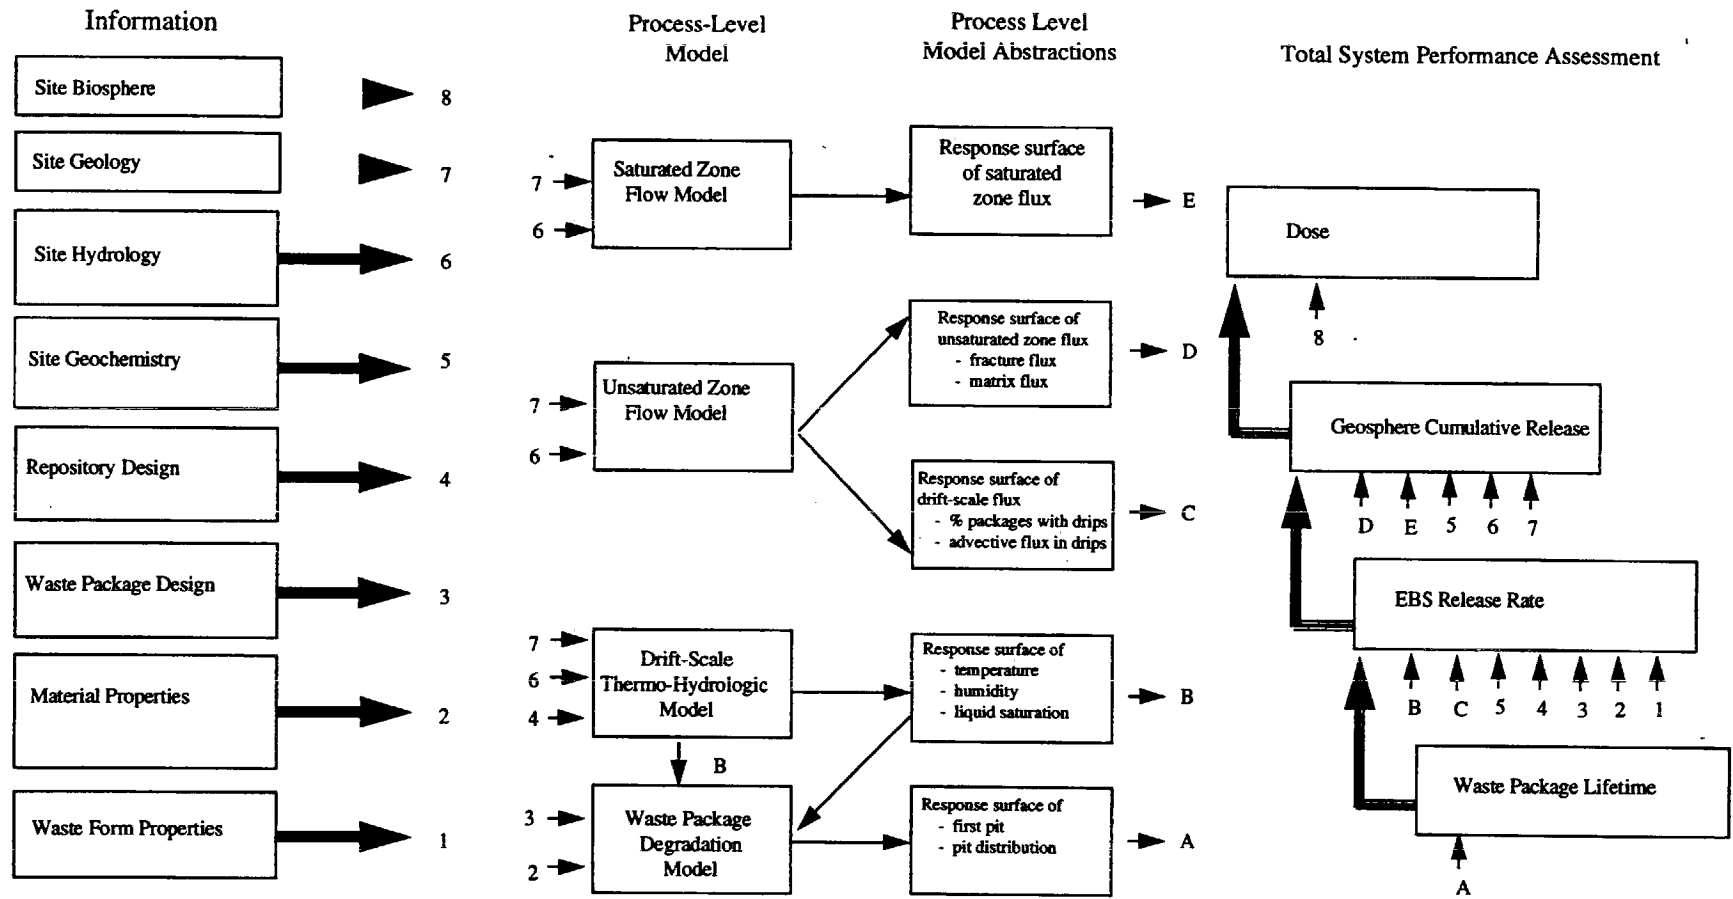 Information
Site Biosphere
8
Site Geology
7
Site Hydrology
6
Site Geochemistry
5
Repository Design
4
Waste Package Design
3
Material Properties
2
Waste Form Properties
1
Process-Level
Model
7
6
Saturated Zone
Flow Model
7
6
Unsaturated Zone
Flow Model
7
6
4
Drift-Scale
Thermo-Hydrologic
Model
B
3
2
Waste Package
Degradation
Model
Process Level
Model Abstractions
Response surface
of saturated
zone flux
E
Response surface of
unsaturated zone flux
- fracture flux
- matrix flux
D
Response surface of
drift-scale flux
- % packages with drips
- advective flux in drips
C
Response surface of
- temperature
- humidity
- liquid saturation
B
Response surface of
- first pit
- pit distribution
A
Total System Performance Assessment
Dose
8
Geosphere Cumulative Release
D E 5 6 7
EBS Release Rate
B C 5 4 3 2 1
Waste Package Lifetime
A